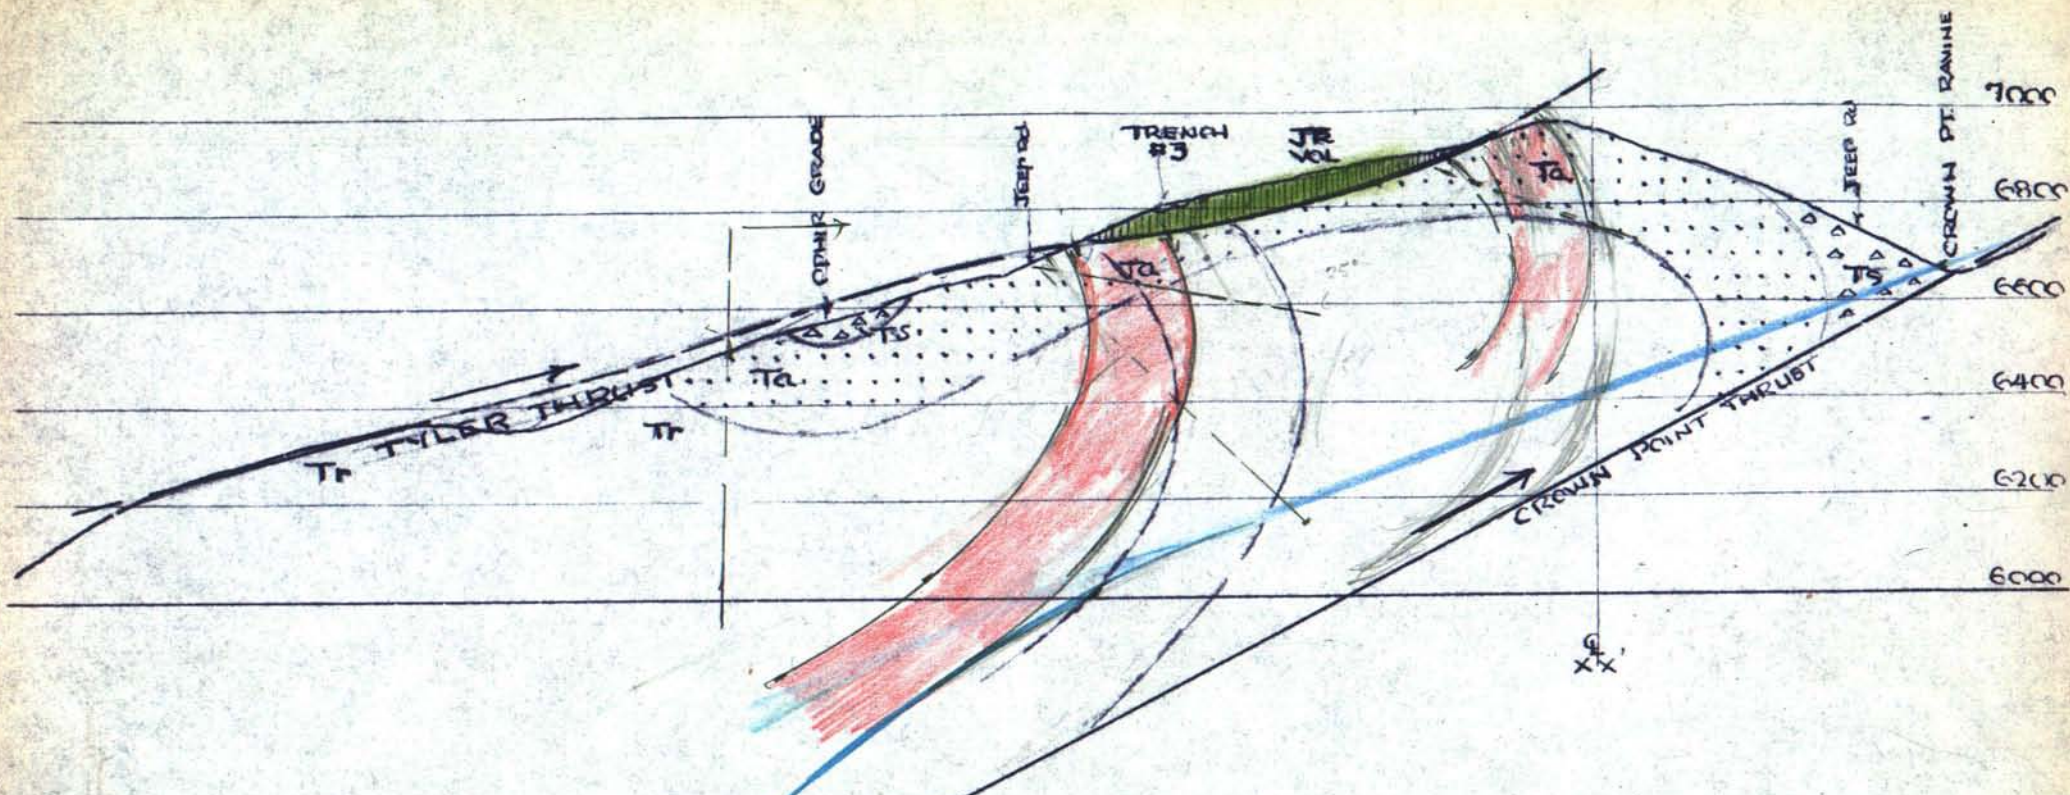 7000
CROWN PT. RAVINE
JEEP Rd
OPHIR GRADE
JEEP Rd
TRENCH
#3
JR
VOL
Ta
6800
Ts
6600
Ta
25°
Ts
Ta
6400
TYLER THRUST
Tr
Tr
CROWN POINT THRUST
6200
6000
℄
X X'